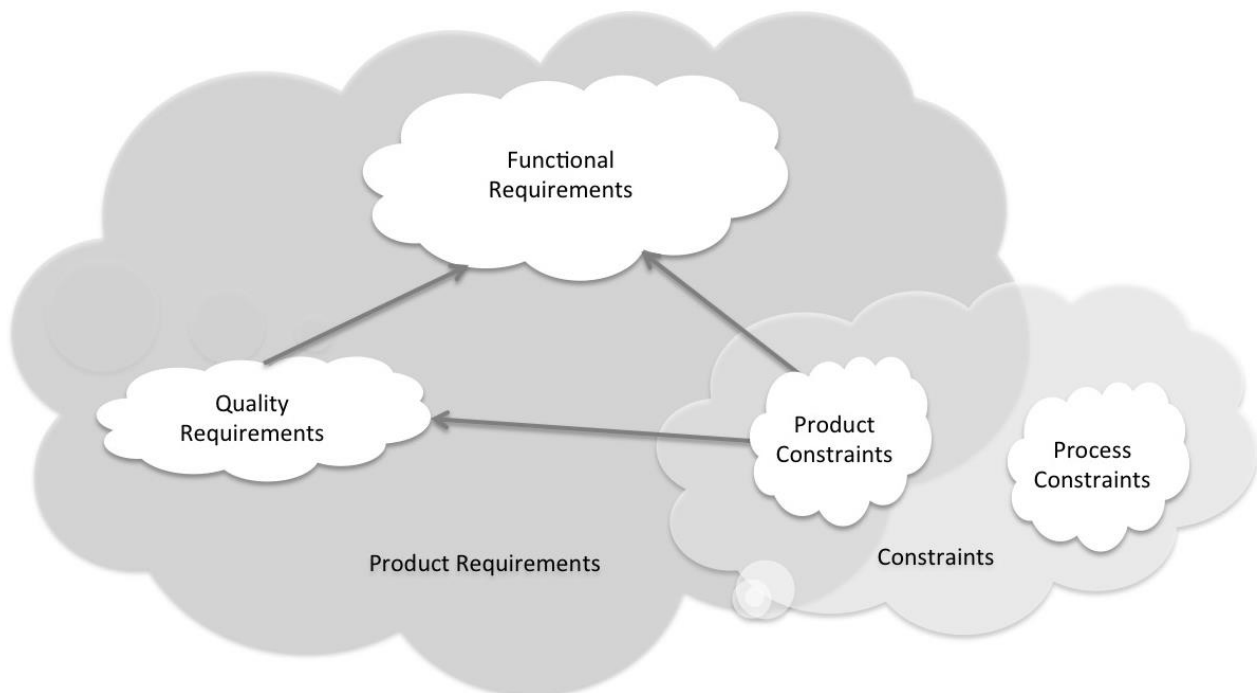 Functional
Requirements
Quality
Requirements
Product
Constraints
Process
Constraints
Product Requirements
Constraints